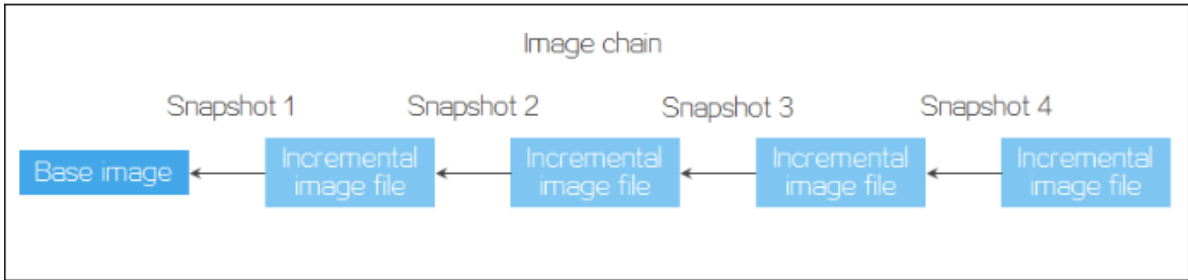 Image chain
Snapshot 1
Snapshot 2
Snapshot 3
Snapshot 4
Base image
Incremental
image file
Incremental
image file
Incremental
image file
Incremental
image file